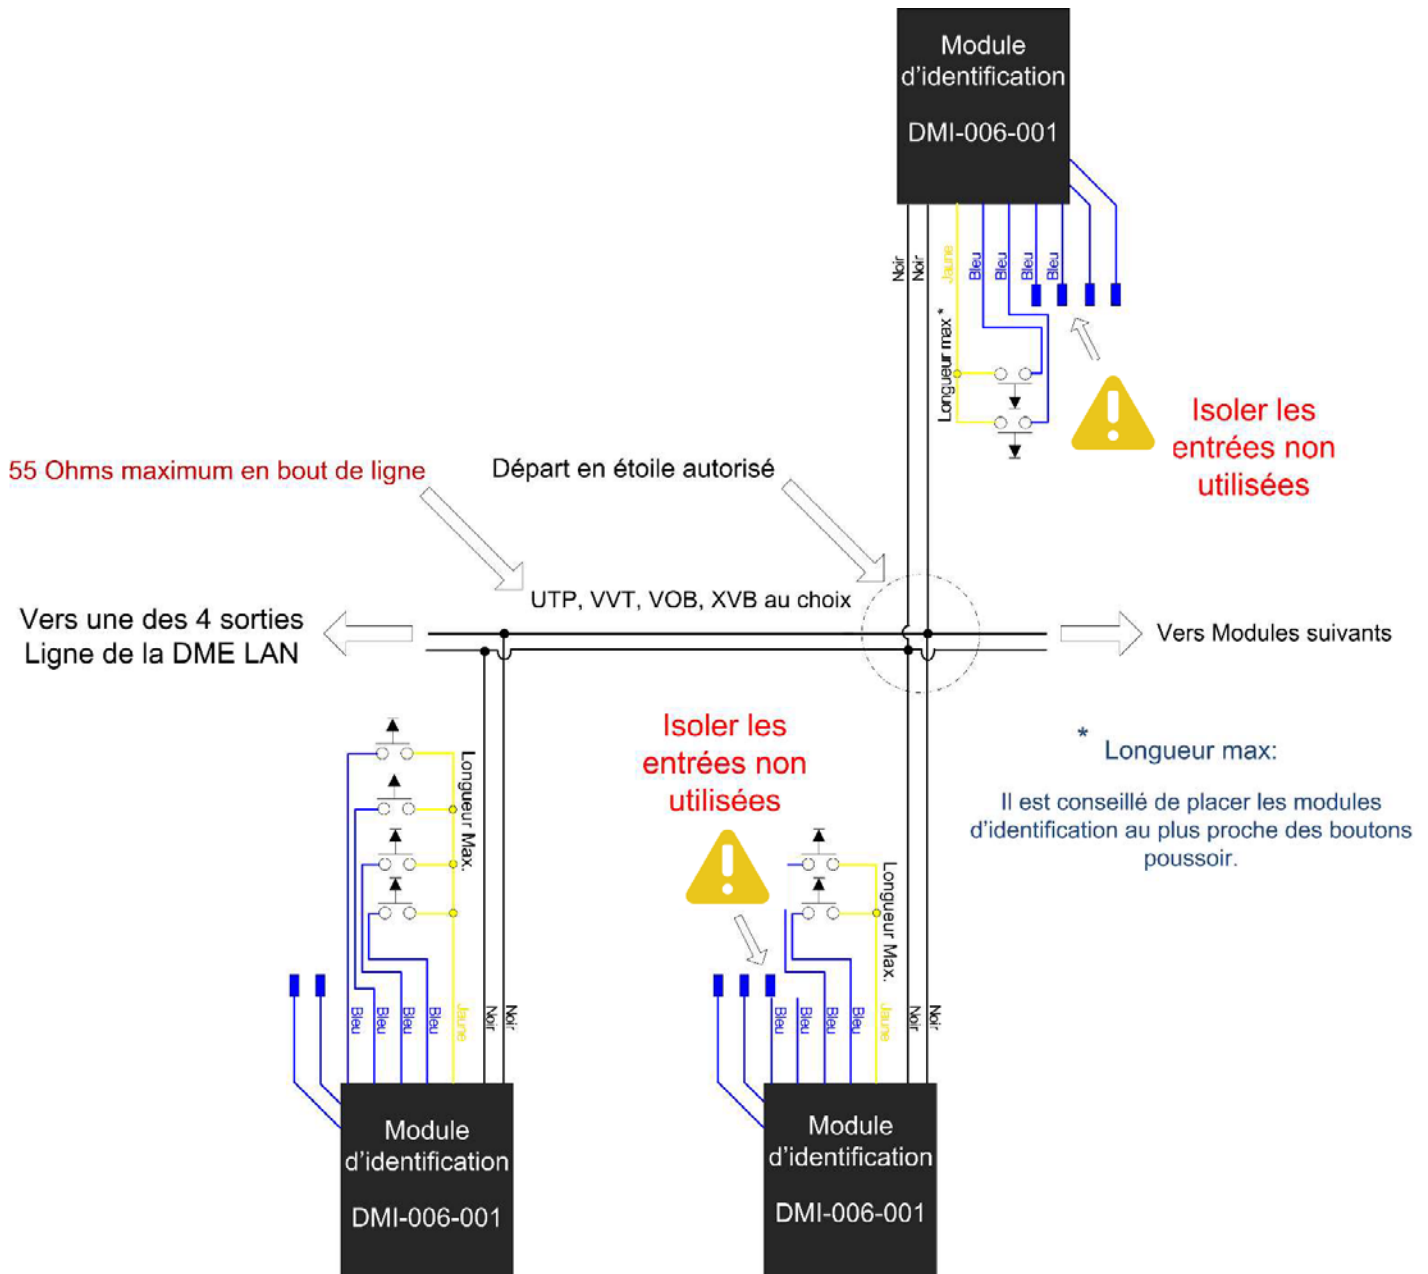 Module
d'identification
DMI-006-001
Noir
Noir
Jaune
Bleu
Bleu
Bleu
Bleu
Longueur max *
Isoler les
entrées non
utilisées
55 Ohms maximum en bout de ligne
Départ en étoile autorisé
UTP, VVT, VOB, XVB au choix
Vers une des 4 sorties
Ligne de la DME LAN
Vers Modules suivants
Isoler les
entrées non
utilisées
* Longueur max:
Il est conseillé de placer les modules
d'identification au plus proche des boutons
poussoir.
Longueur Max.
Longueur Max.
Bleu
Bleu
Bleu
Bleu
Jaune
Noir
Noir
Bleu
Bleu
Bleu
Bleu
Jaune
Noir
Noir
Module
d'identification
DMI-006-001
Module
d'identification
DMI-006-001